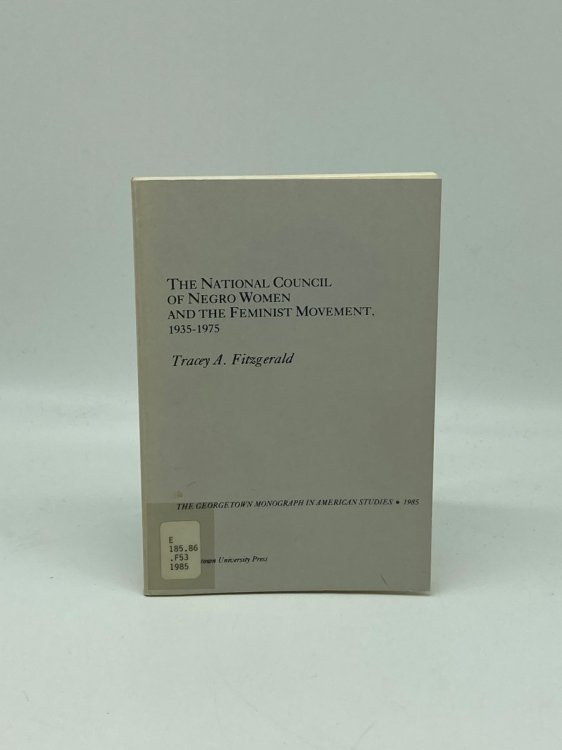 THE NATIONAL COUNCIL
OF NEGRO WOMEN
AND THE FEMINIST MOVEMENT,
1935-1975
Tracey A. Fitzgerald
THE GEORGETOWN MONOGRAPH IN AMERICAN STUDIES • 1985
E
185.86
.F53
1985
town University Press